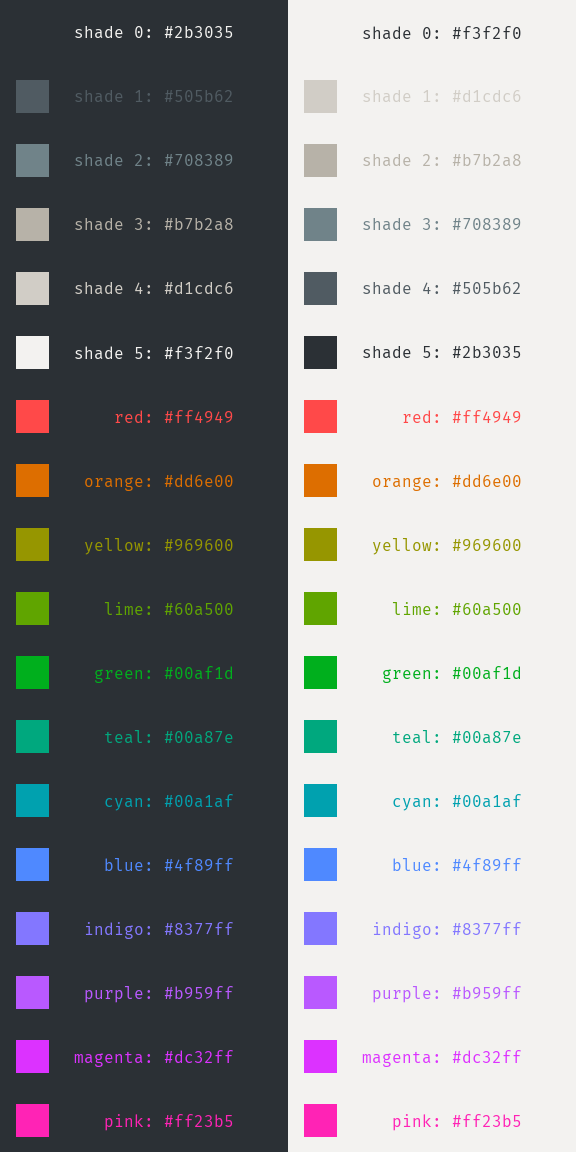 shade 0: #2b3035
shade 1: #505b62
shade 2: #708389
shade 3: #b7b2a8
shade 4: #d1cdc6
shade 5: #f3f2f0
red: #ff4949
orange: #dd6e00
yellow: #969600
lime: #60a500
green: #00af1d
teal: #00a87e
cyan: #00a1af
blue: #4f89ff
indigo: #8377ff
purple: #b959ff
magenta: #dc32ff
pink: #ff23b5
shade 0: #f3f2f0
shade 1: #d1cdc6
shade 2: #b7b2a8
shade 3: #708389
shade 4: #505b62
shade 5: #2b3035
red: #ff4949
orange: #dd6e00
yellow: #969600
lime: #60a500
green: #00af1d
teal: #00a87e
cyan: #00a1af
blue: #4f89ff
indigo: #8377ff
purple: #b959ff
magenta: #dc32ff
pink: #ff23b5